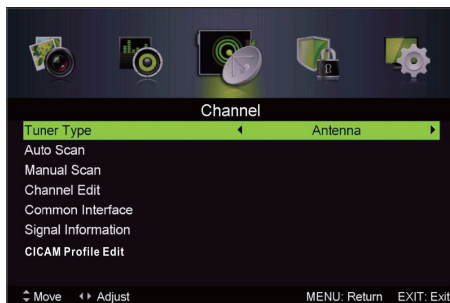 Channel
Tuner Type Antenna
Auto Scan
Manual Scan
Channel Edit
Common Interface
Signal Information
CICAM Profile Edit
Move Adjust MENU: Return EXIT: Exit